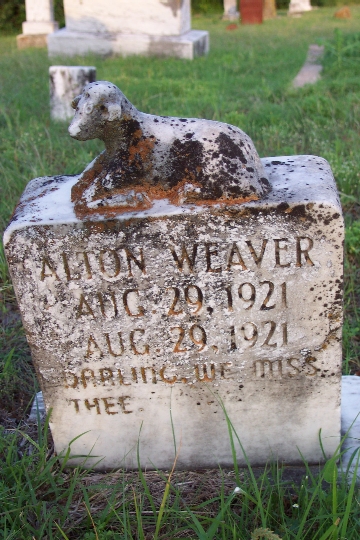 ALTON WEAVER
AUG 29, 1921
AUG 29, 1921
DARLING, WE MISS
THEE.